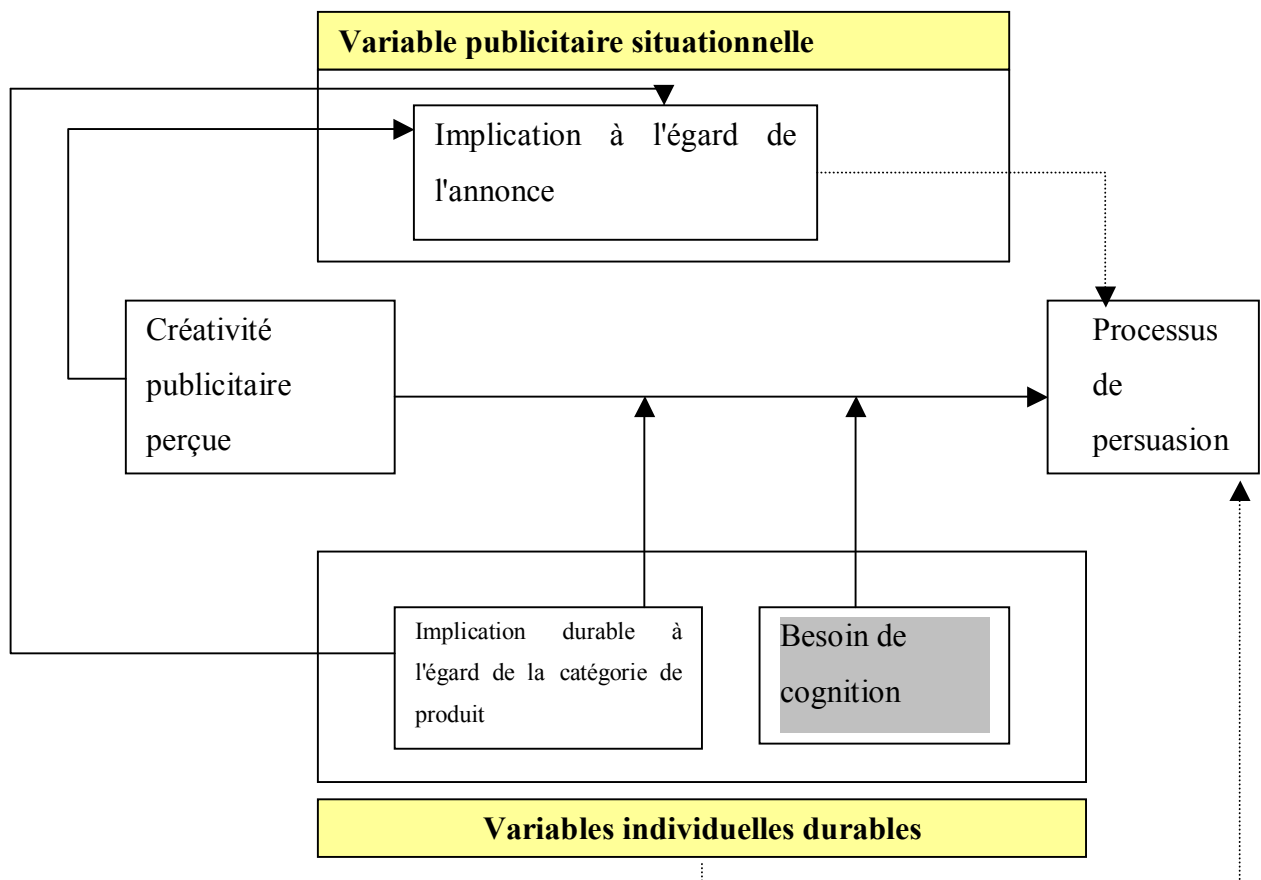 Variable publicitaire situationnelle
Implication à l'égard de
l'annonce
Créativité
publicitaire
perçue
Processus
de
persuasion
Implication durable à
l'égard de la catégorie de
produit
Besoin de
cognition
Variables individuelles durables